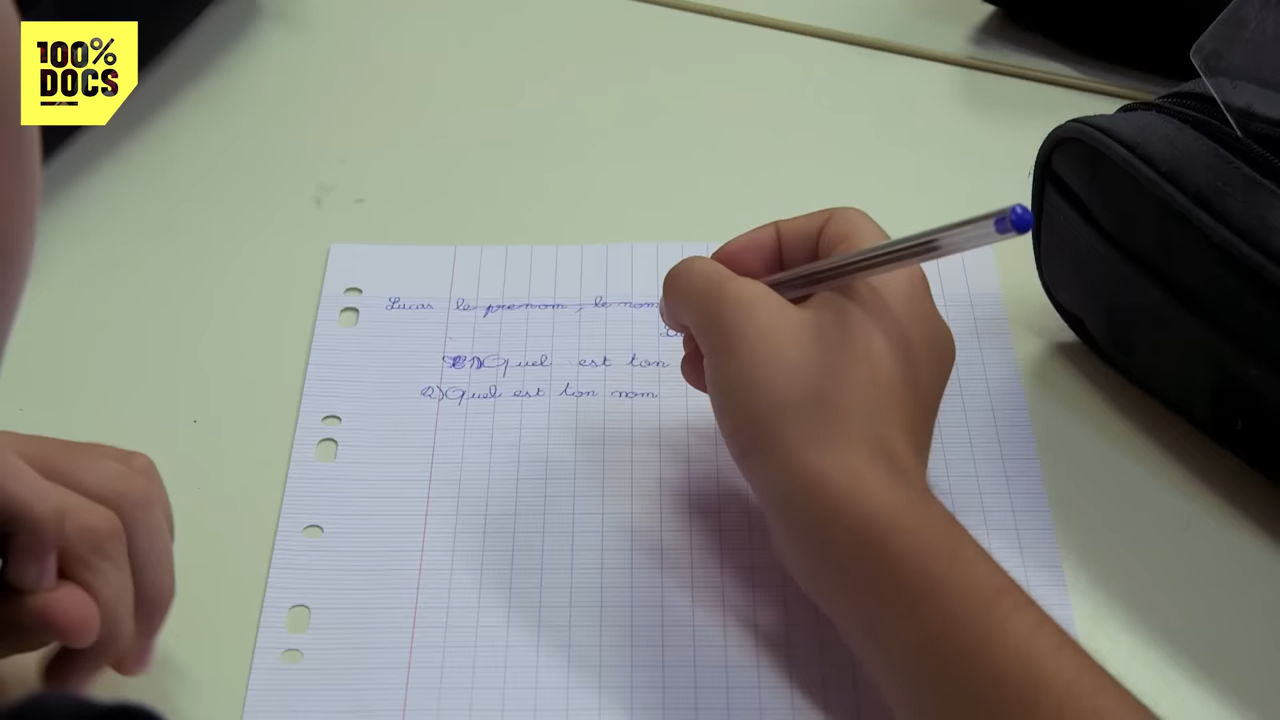 100%
DOCS
Lucas le prenom, le nom
1) Quel est ton
2) Quel est ton nom